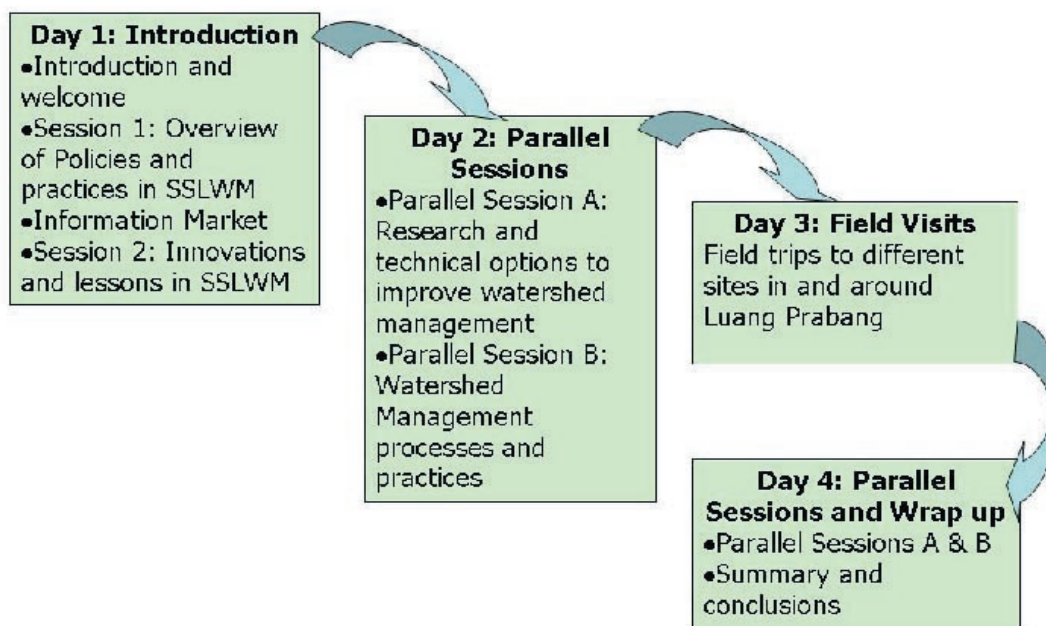 Day 1: Introduction
•Introduction and
welcome
•Session 1: Overview
of Policies and
practices in SSLWM
•Information Market
•Session 2: Innovations
and lessons in SSLWM
Day 2: Parallel
Sessions
•Parallel Session A:
Research and
technical options to
improve watershed
management
•Parallel Session B:
Watershed
Management
processes and
practices
Day 3: Field Visits
Field trips to different
sites in and around
Luang Prabang
Day 4: Parallel
Sessions and Wrap up
•Parallel Sessions A & B
•Summary and
conclusions